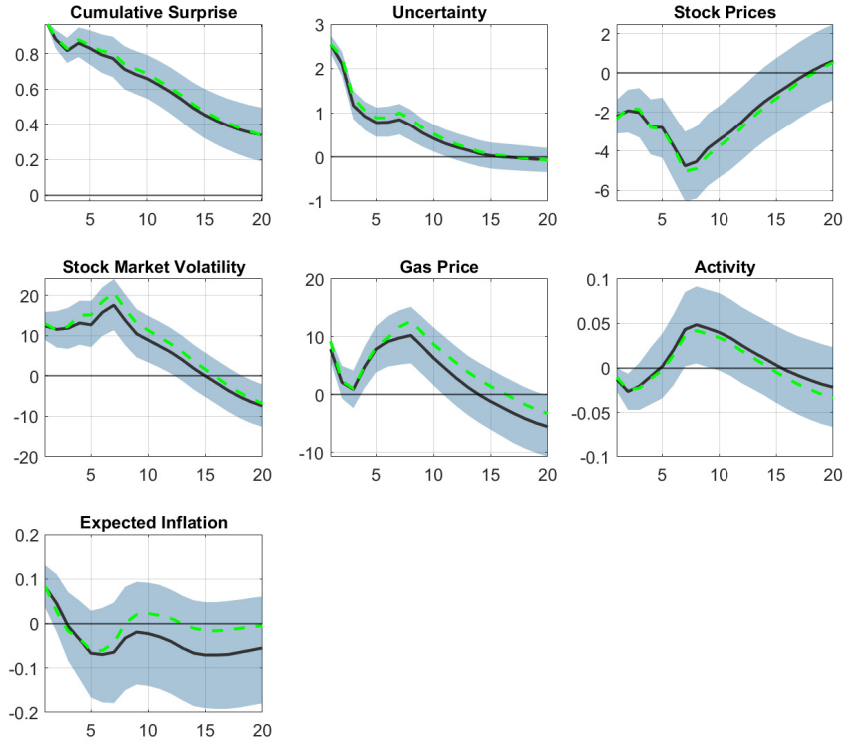 Cumulative Surprise
0.8
0.6
0.4
0.2
0
5 10 15 20
Uncertainty
3
2
1
0
-1
5 10 15 20
Stock Prices
2
0
-2
-4
-6
5 10 15 20
Stock Market Volatility
20
10
0
-10
-20
5 10 15 20
Gas Price
20
10
0
-10
5 10 15 20
Activity
0.1
0.05
0
-0.05
-0.1
5 10 15 20
Expected Inflation
0.2
0.1
0
-0.1
-0.2
5 10 15 20